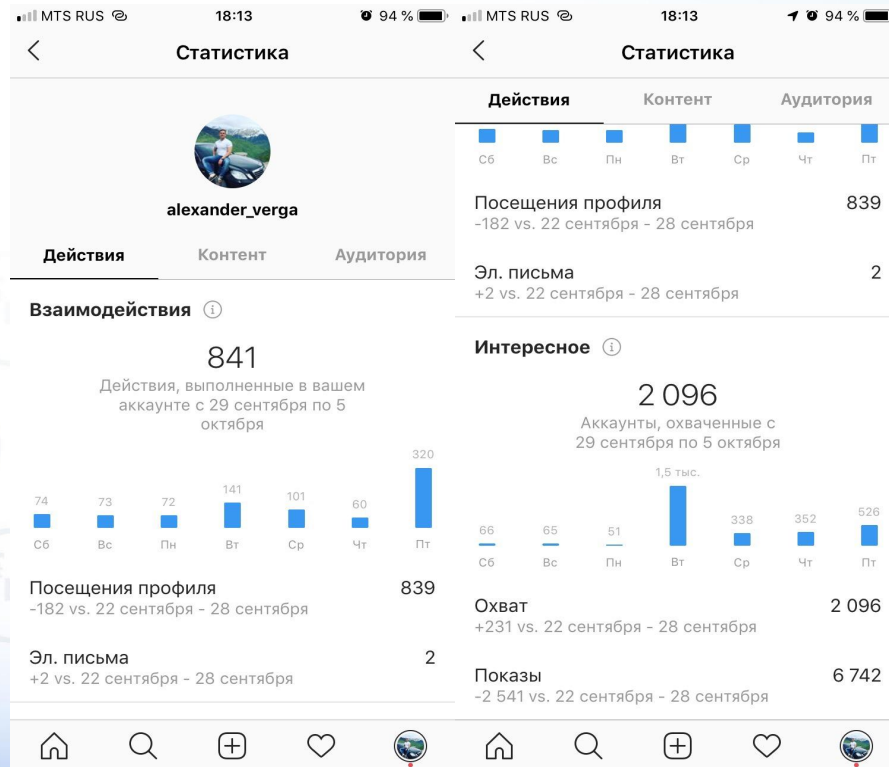 MTS RUS 18:13 94 %
Статистика
alexander_verga
Действия Контент Аудитория
Взаимодействия
841
Действия, выполненные в вашем
аккаунте с 29 сентября по 5
октября
74 73 72 141 101 60 320
Сб Вс Пн Вт Ср Чт Пт
Посещения профиля 839
-182 vs. 22 сентября - 28 сентября
Эл. письма 2
+2 vs. 22 сентября - 28 сентября
MTS RUS 18:13 94 %
Статистика
Действия Контент Аудитория
Сб Вс Пн Вт Ср Чт Пт
Посещения профиля 839
-182 vs. 22 сентября - 28 сентября
Эл. письма 2
+2 vs. 22 сентября - 28 сентября
Интересное
2 096
Аккаунты, охваченные с
29 сентября по 5 октября
66 65 51 1,5 тыс. 338 352 526
Сб Вс Пн Вт Ср Чт Пт
Охват 2 096
+231 vs. 22 сентября - 28 сентября
Показы 6 742
-2 541 vs. 22 сентября - 28 сентября